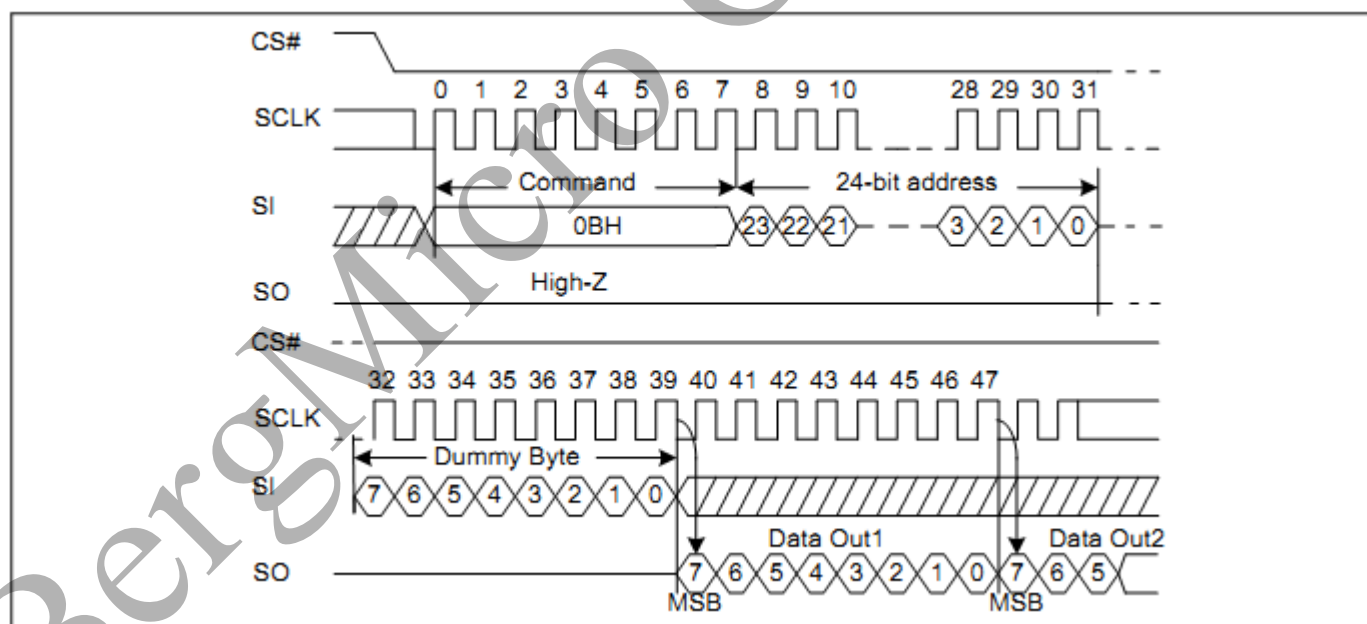 CS#
0 1 2 3 4 5 6 7 8 9 10 28 29 30 31
SCLK
Command 24-bit address
SI
0BH 23 22 21 3 2 1 0
High-Z
SO
CS#
32 33 34 35 36 37 38 39 40 41 42 43 44 45 46 47
SCLK
Dummy Byte
SI
7 6 5 4 3 2 1 0
Data Out1 Data Out2
SO
7 6 5 4 3 2 1 0 7 6 5
MSB MSB
BergMicro